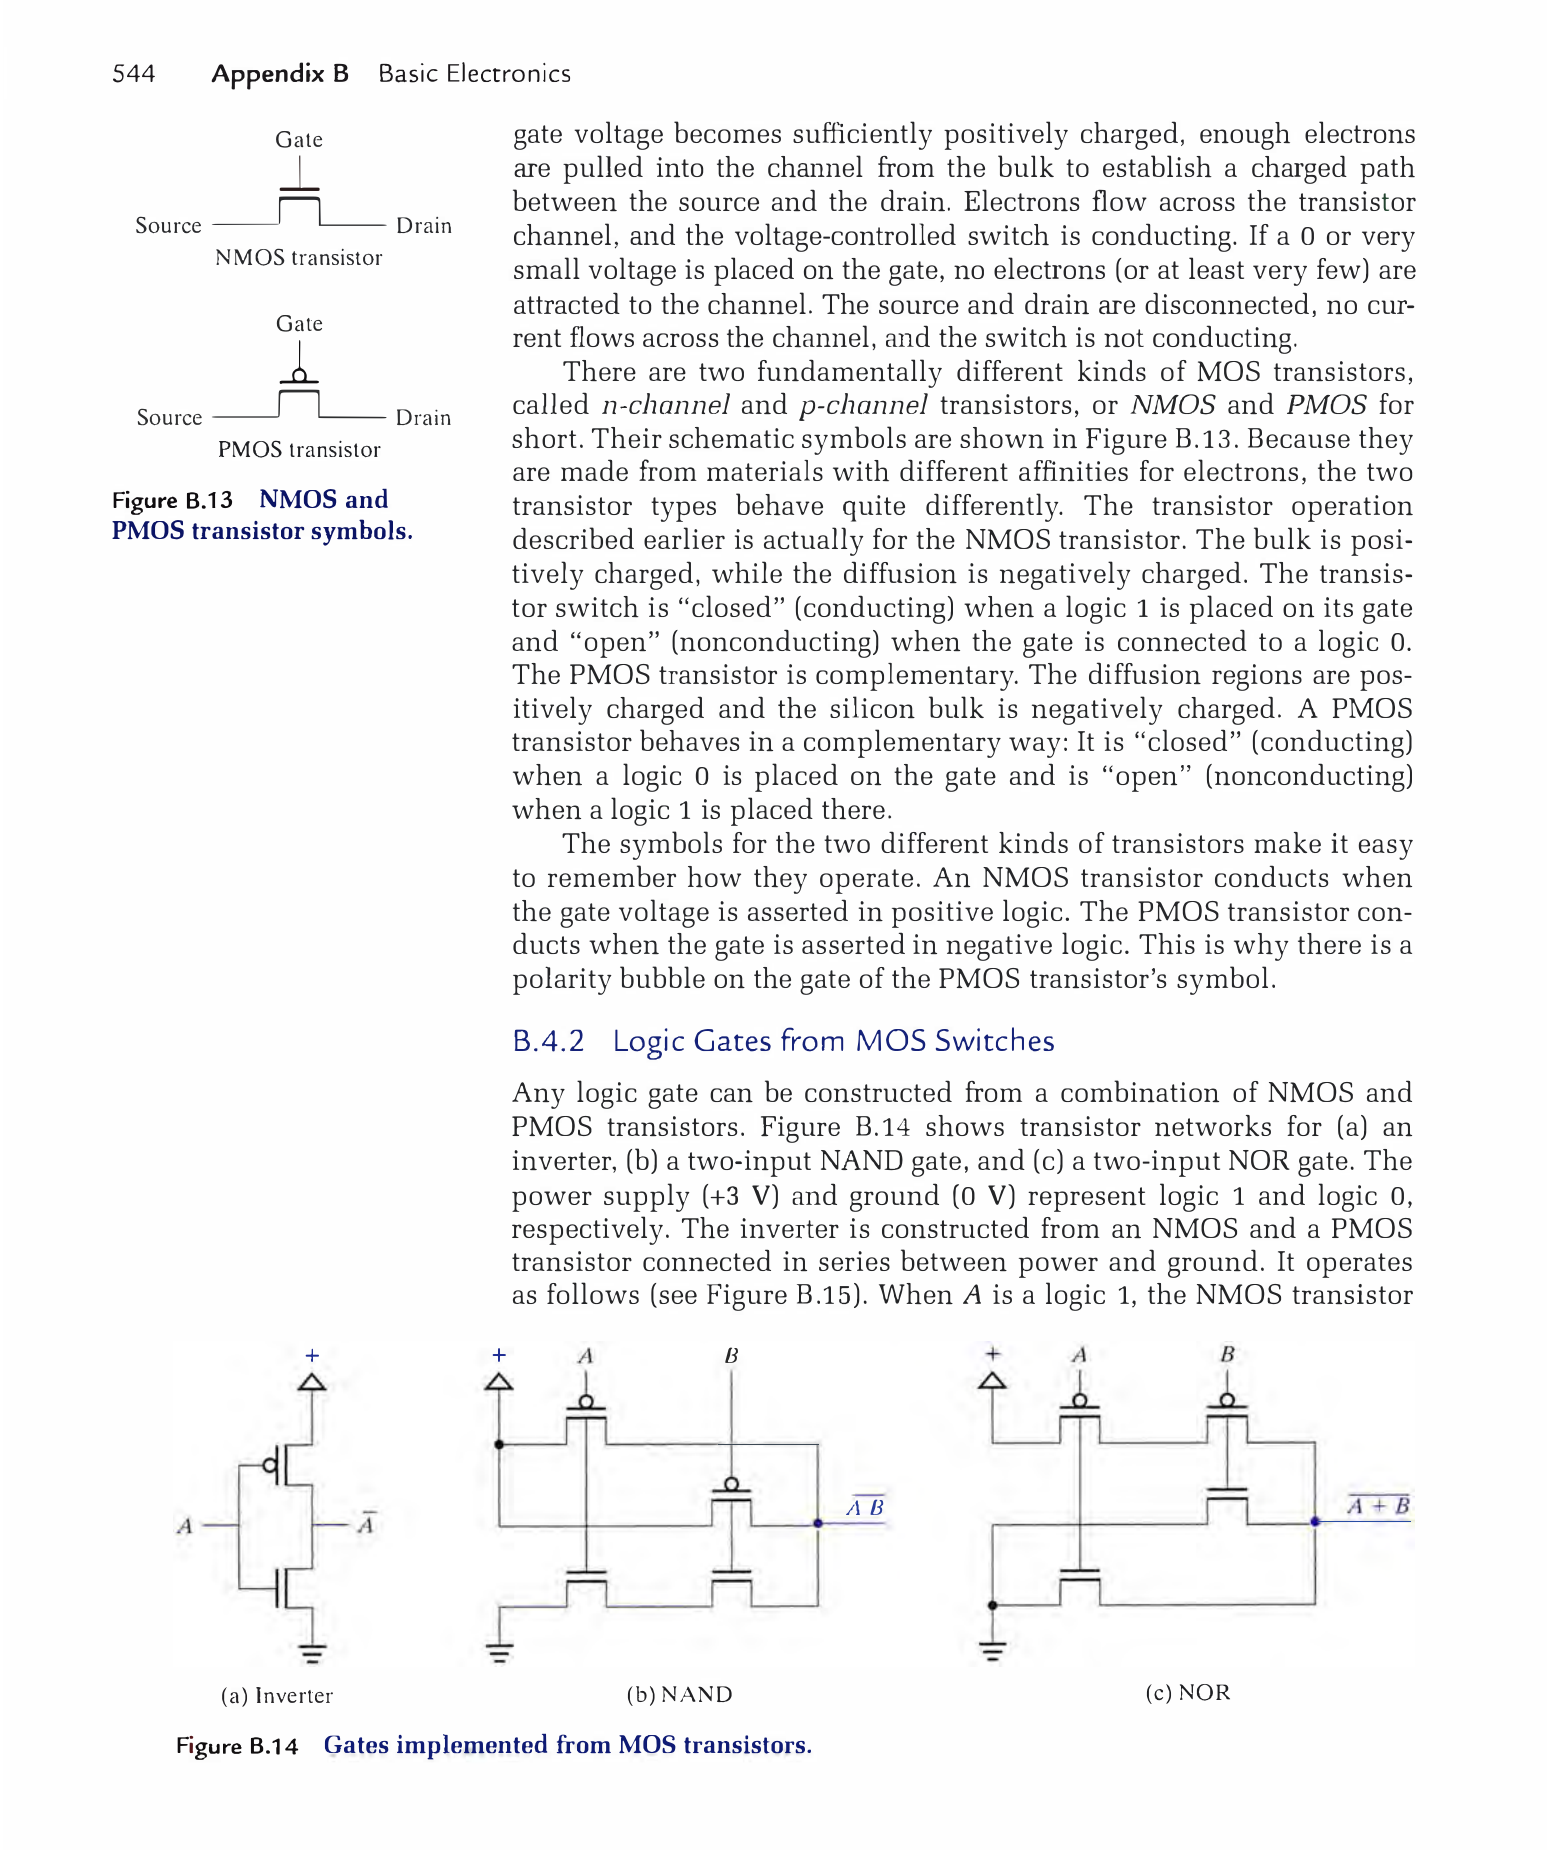 544 Appendix B Basic Electronics
Gate
Source Drain
NMOS transistor
Gate
Source Drain
PMOS transistor
Figure B.13 NMOS and
PMOS transistor symbols.
gate voltage becomes sufficiently positively charged, enough electrons
are pulled into the channel from the bulk to establish a charged path
between the source and the drain. Electrons flow across the transistor
channel, and the voltage-controlled switch is conducting. If a 0 or very
small voltage is placed on the gate, no electrons (or at least very few) are
attracted to the channel. The source and drain are disconnected, no cur-
rent flows across the channel, and the switch is not conducting.
There are two fundamentally different kinds of MOS transistors,
called n-channel and p-channel transistors, or NMOS and PMOS for
short. Their schematic symbols are shown in Figure B.13. Because they
are made from materials with different affinities for electrons, the two
transistor types behave quite differently. The transistor operation
described earlier is actually for the NMOS transistor. The bulk is posi-
tively charged, while the diffusion is negatively charged. The transis-
tor switch is “closed” (conducting) when a logic 1 is placed on its gate
and “open” (nonconducting) when the gate is connected to a logic 0.
The PMOS transistor is complementary. The diffusion regions are pos-
itively charged and the silicon bulk is negatively charged. A PMOS
transistor behaves in a complementary way: It is “closed” (conducting)
when a logic 0 is placed on the gate and is “open” (nonconducting)
when a logic 1 is placed there.
The symbols for the two different kinds of transistors make it easy
to remember how they operate. An NMOS transistor conducts when
the gate voltage is asserted in positive logic. The PMOS transistor con-
ducts when the gate is asserted in negative logic. This is why there is a
polarity bubble on the gate of the PMOS transistor’s symbol.
B.4.2 Logic Gates from MOS Switches
Any logic gate can be constructed from a combination of NMOS and
PMOS transistors. Figure B.14 shows transistor networks for (a) an
inverter, (b) a two-input NAND gate, and (c) a two-input NOR gate. The
power supply (+3 V) and ground (0 V) represent logic 1 and logic 0,
respectively. The inverter is constructed from an NMOS and a PMOS
transistor connected in series between power and ground. It operates
as follows (see Figure B.15). When A is a logic 1, the NMOS transistor
+
A A̅
(a) Inverter
+ A B
A̅ B̅
(b) NAND
+ A B
A̅ ̅+̅ ̅B̅
(c) NOR
Figure B.14 Gates implemented from MOS transistors.